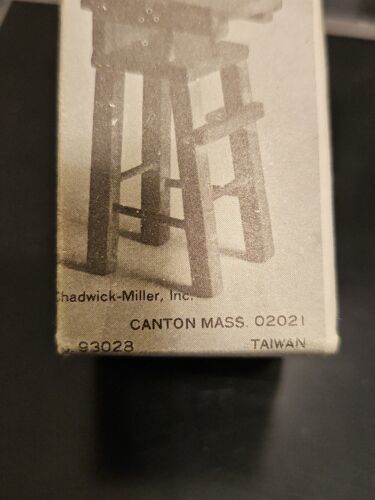 Chadwick-Miller, Inc.
CANTON MASS. 02021
93028 TAIWAN